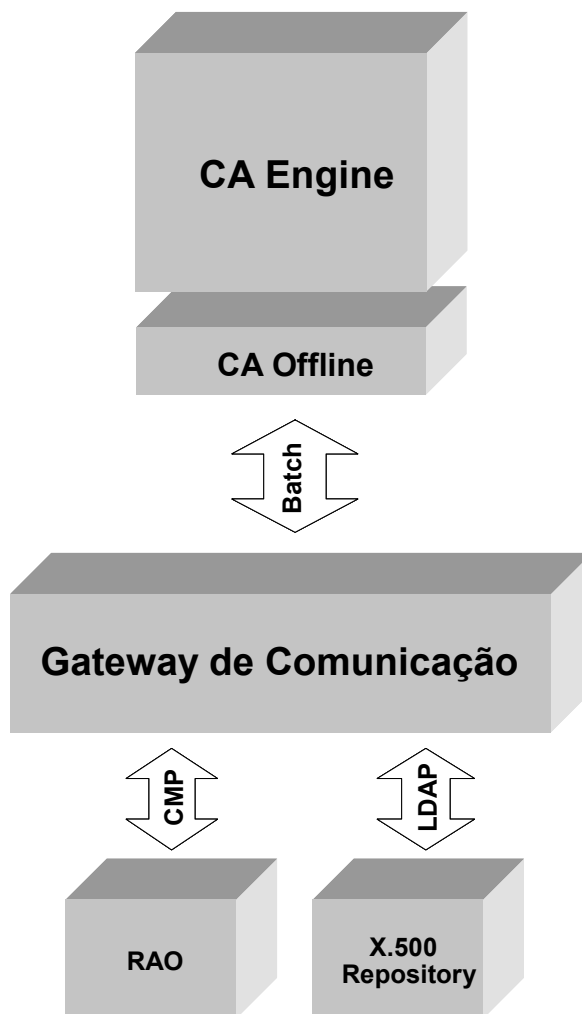 CA Engine
CA Offline
Batch
Gateway de Comunicação
CMP
LDAP
RAO
X.500
Repository